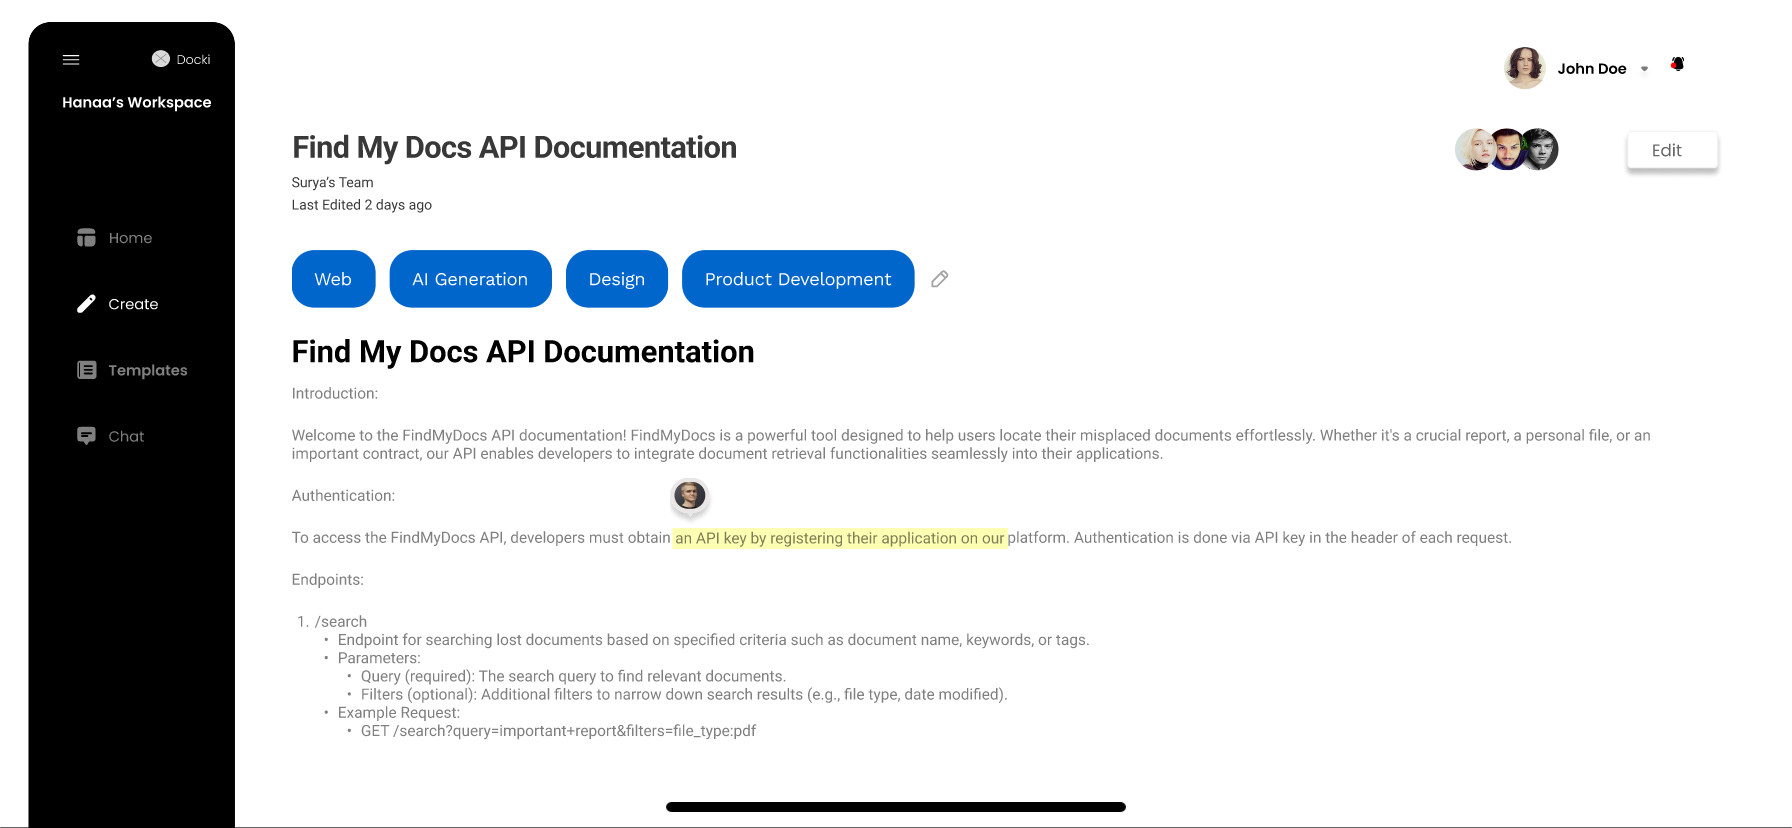 Docki
Hanaa's Workspace
Home
Create
Templates
Chat
John Doe
Find My Docs API Documentation
Surya's Team
Last Edited 2 days ago
Edit
Web
AI Generation
Design
Product Development
Find My Docs API Documentation
Introduction:
Welcome to the FindMyDocs API documentation! FindMyDocs is a powerful tool designed to help users locate their misplaced documents effortlessly. Whether it's a crucial report, a personal file, or an
important contract, our API enables developers to integrate document retrieval functionalities seamlessly into their applications.
Authentication:
To access the FindMyDocs API, developers must obtain an API key by registering their application on our platform. Authentication is done via API key in the header of each request.
Endpoints:
1. /search
• Endpoint for searching lost documents based on specified criteria such as document name, keywords, or tags.
• Parameters:
• Query (required): The search query to find relevant documents.
• Filters (optional): Additional filters to narrow down search results (e.g., file type, date modified).
• Example Request:
• GET /search?query=important+report&filters=file_type:pdf